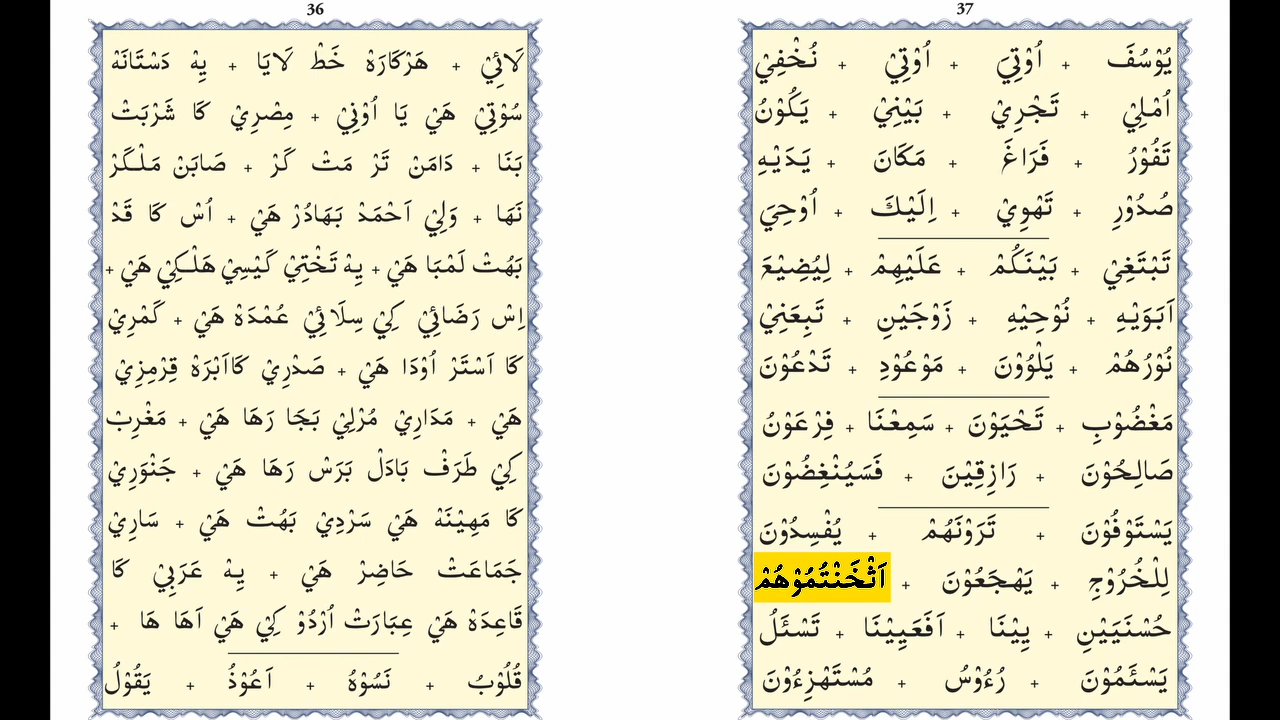 36
لَائِيْ + هَرْكَارَهْ خَطْ لَايَا + يِهْ دَسْتَانَهْ
سُوْتِيْ هَيْ يَا اُوْنِيْ + مِصْرِيْ كَا شَرْبَتْ
بَنَا + دَامَنْ تَرْ مَتْ كَرْ + صَابَنْ مَلْكَرْ
نَهَا + وَلِيْ اَحْمَدْ بَهَادُرْ هَيْ + اُسْ كَا قَدْ
بَهُتْ لَمْبَا هَيْ + يِهْ تَخْتِيْ كَيْسِيْ هَلْكِيْ هَيْ +
اِسْ رَضَائِيْ كِيْ سِلَائِيْ عُمْدَهْ هَيْ + كَمْرِيْ
كَا اَسْتَرْ اُوْدَا هَيْ + صَدْرِيْ كَااَبْرَهْ قِرْمِزِيْ
هَيْ + مَدَارِيْ مُرْلِيْ بَجَا رَهَا هَيْ + مَغْرِبْ
كِيْ طَرَفْ بَادَلْ بَرَسْ رَهَا هَيْ + جَنْوَرِيْ
كَا مَهِيْنَهْ هَيْ سَرْدِيْ بَهُتْ هَيْ + سَارِيْ
جَمَاعَتْ حَاضِرْ هَيْ + يِهْ عَرَبِيْ كَا
قَاعِدَهْ هَيْ عِبَارَتْ اُرْدُوْ كِيْ هَيْ اَهَا هَا +
قُلُوْبُ + نَسُوْهُ + اَعُوْذُ + يَقُوْلُ
37
يُوْسُفَ + اُوْتِيَ + اُوْتِيْ + نُخْفِيْ
اُمْلِيْ + تَجْرِيْ + بَيْنِيْ + يَكُوْنُ
تَفُوْرُ + فَرَاغَ + مَكَانَ + يَدَيْهِ
صُدُوْرِ + تَهْوِيْ + اِلَيْكَ + اُوْحِيَ
تَبْتَغِيْ + بَيْنَكُمْ + عَلَيْهِمْ + لِيُضِيْعَ
اَبَوَيْهِ + نُوْحِيْهِ + زَوْجَيْنِ + تَبِعَنِيْ
نُوْرُهُمْ + يَلْوُوْنَ + مَوْعُوْدِ + تَدْعُوْنَ
مَغْضُوْبِ + تَحْيَوْنَ + سَمِعْنَا + فِرْعَوْنُ
صَالِحُوْنَ + رَازِقِيْنَ + فَسَيُنْغِضُوْنَ
يَسْتَوْفُوْنَ + تَرَوْنَهُمْ + يُفْسِدُوْنَ
لِلْخُرُوْجِ + يَهْجَعُوْنَ + اَثْخَنْتُمُوْهُمْ
حُسْنَيَيْنِ + يِيْنَا + اَفَعَيِيْنَا + تَسْئَلُ
يَسْئَمُوْنَ + رُءُوْسُ + مُسْتَهْزِءُوْنَ